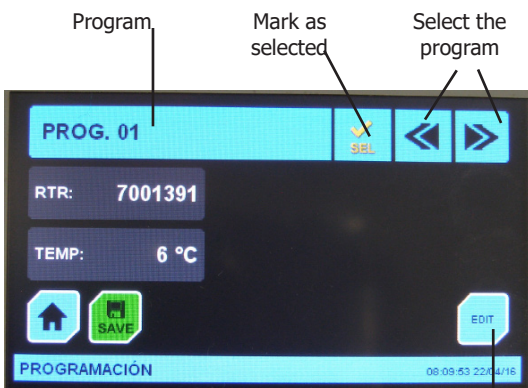 Program
Mark as
selected
Select the
program
PROG. 01
SEL
RTR: 7001391
TEMP: 6 °C
SAVE
EDIT
PROGRAMACIÓN
08:09:53 22/04/16